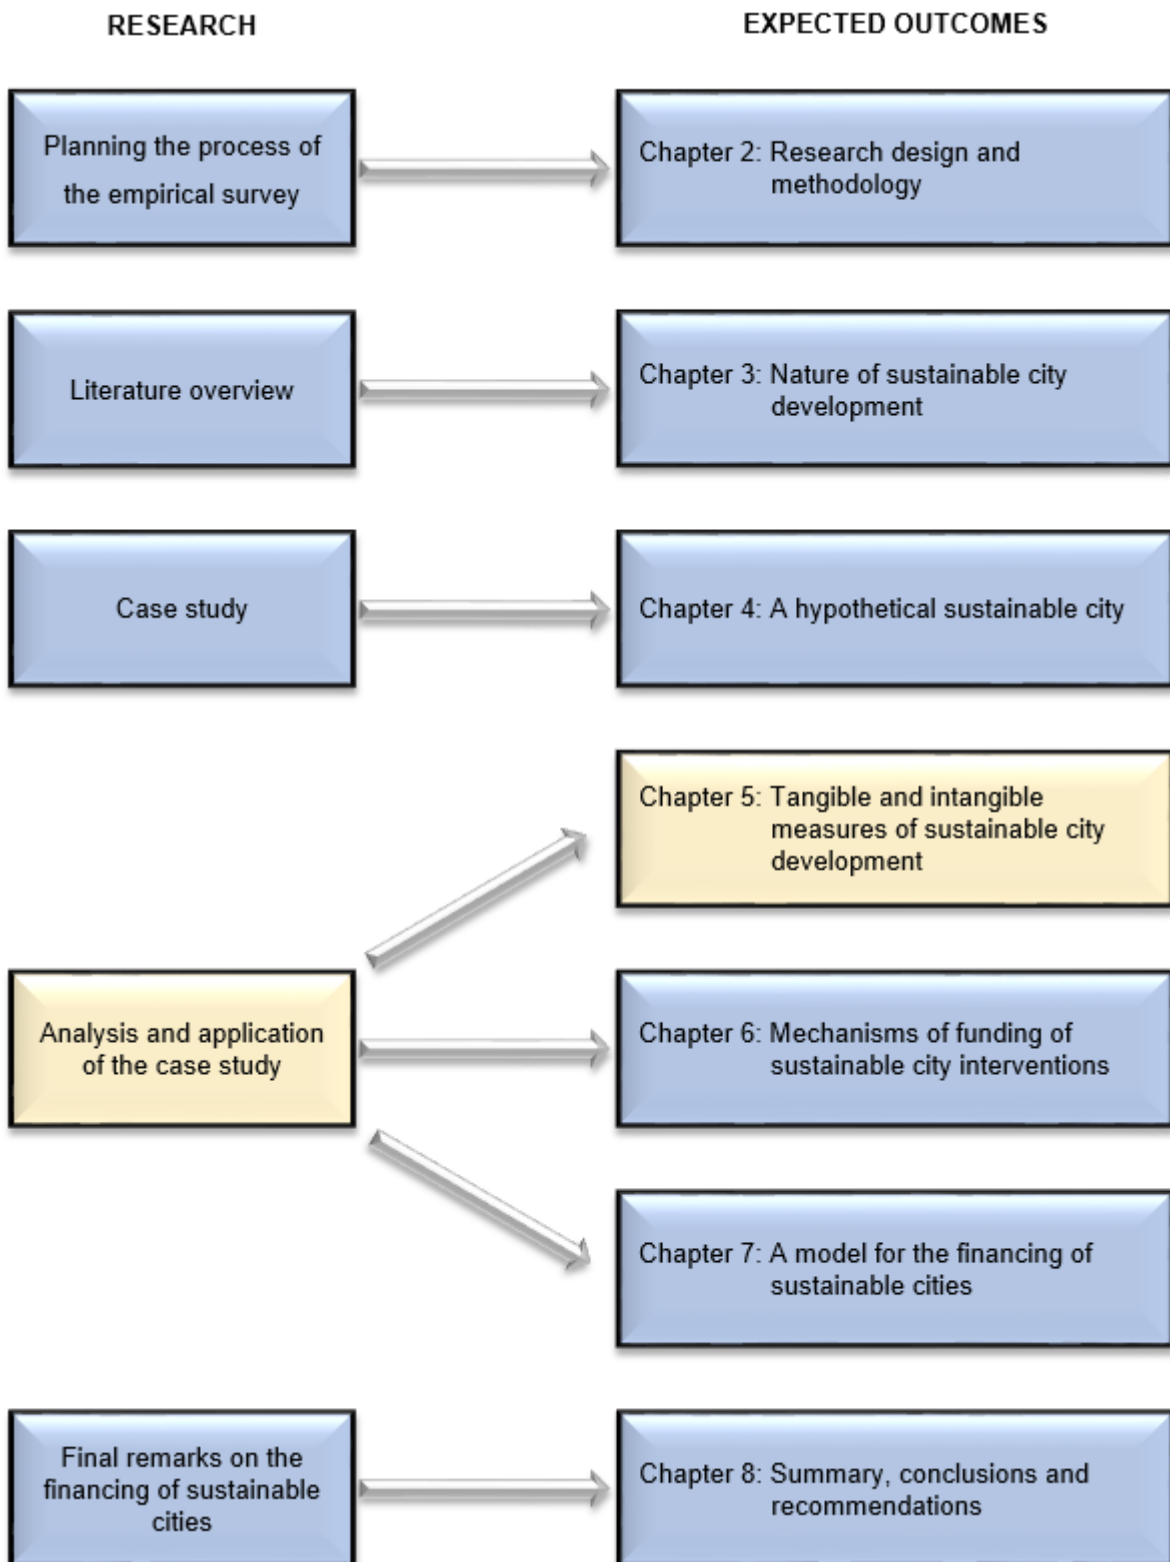 RESEARCH
EXPECTED OUTCOMES
Planning the process of
the empirical survey
Chapter 2: Research design and
methodology
Literature overview
Chapter 3: Nature of sustainable city
development
Case study
Chapter 4: A hypothetical sustainable city
Chapter 5: Tangible and intangible
measures of sustainable city
development
Analysis and application
of the case study
Chapter 6: Mechanisms of funding of
sustainable city interventions
Chapter 7: A model for the financing of
sustainable cities
Final remarks on the
financing of sustainable
cities
Chapter 8: Summary, conclusions and
recommendations